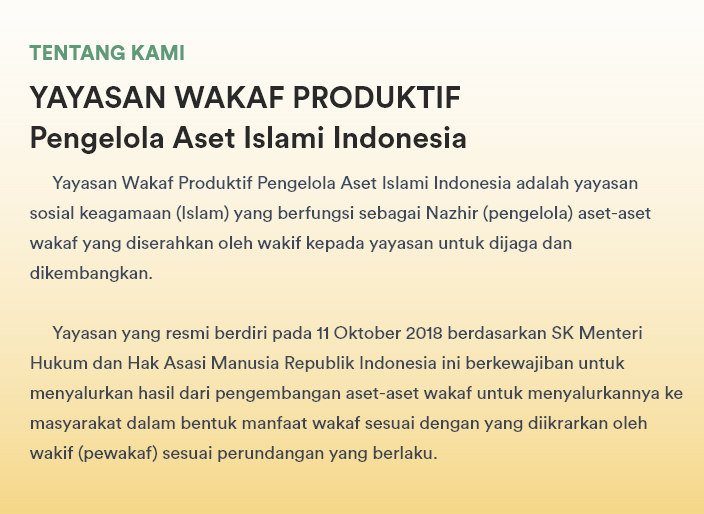 TENTANG KAMI
YAYASAN WAKAF PRODUKTIF
Pengelola Aset Islami Indonesia
Yayasan Wakaf Produktif Pengelola Aset Islami Indonesia adalah yayasan
sosial keagamaan (Islam) yang berfungsi sebagai Nazhir (pengelola) aset-aset
wakaf yang diserahkan oleh wakif kepada yayasan untuk dijaga dan
dikembangkan.
Yayasan yang resmi berdiri pada 11 Oktober 2018 berdasarkan SK Menteri
Hukum dan Hak Asasi Manusia Republik Indonesia ini berkewajiban untuk
menyalurkan hasil dari pengembangan aset-aset wakaf untuk menyalurkannya ke
masyarakat dalam bentuk manfaat wakaf sesuai dengan yang diikrarkan oleh
wakif (pewakaf) sesuai perundangan yang berlaku.